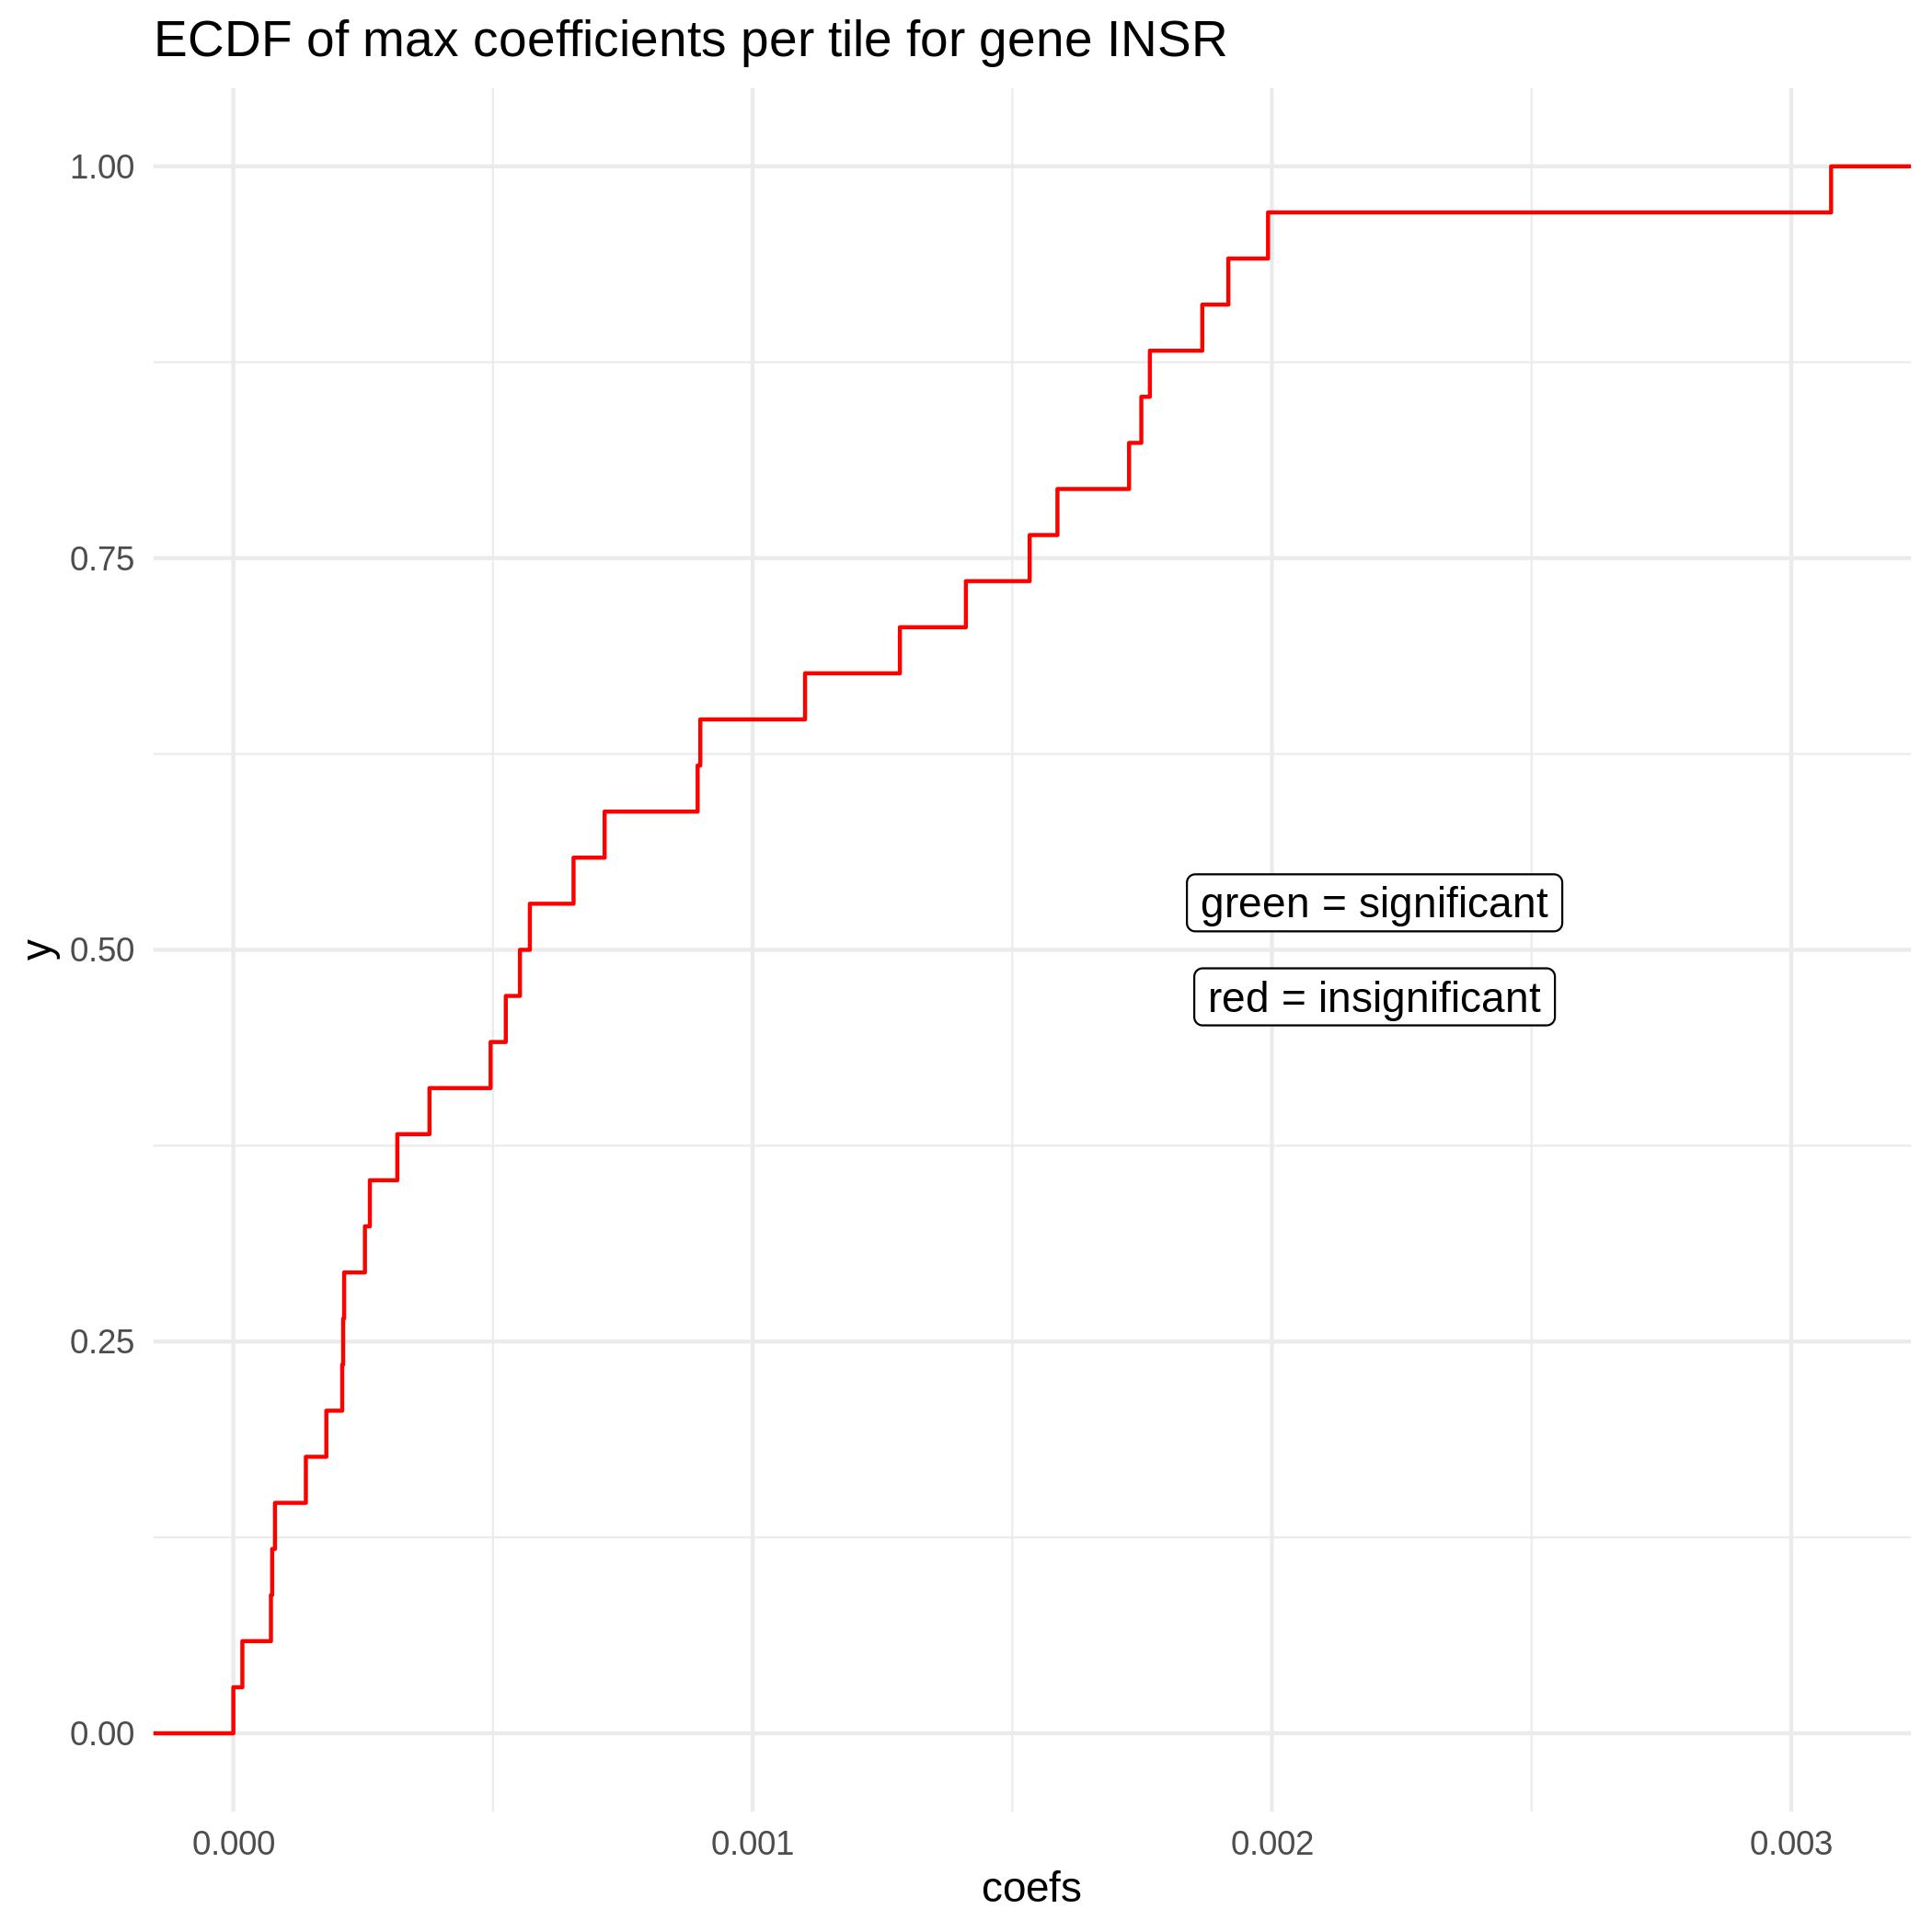 ECDF of max coefficients per tile for gene INSR
1.00
0.75
0.50
0.25
0.00
y
green = significant
red = insignificant
0.000 0.001 0.002 0.003
coefs